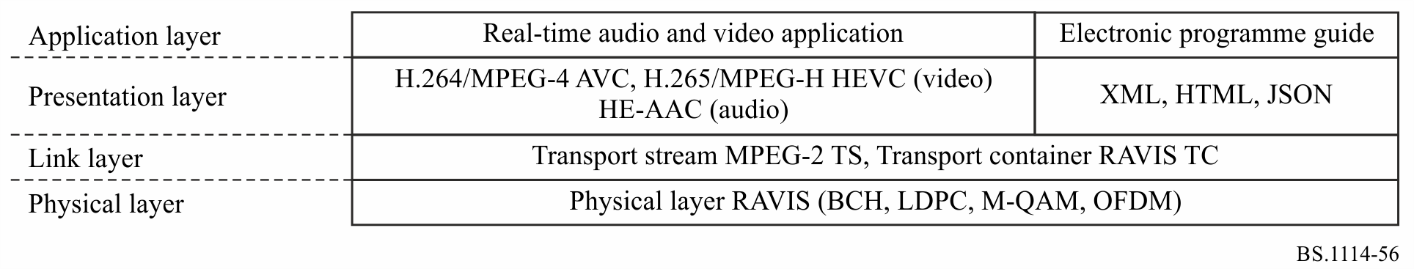 Application layer
Real-time audio and video application
Electronic programme guide
Presentation layer
H.264/MPEG-4 AVC, H.265/MPEG-H HEVC (video)
HE-AAC (audio)
XML, HTML, JSON
Link layer
Transport stream MPEG-2 TS, Transport container RAVIS TC
Physical layer
Physical layer RAVIS (BCH, LDPC, M-QAM, OFDM)
BS.1114-56